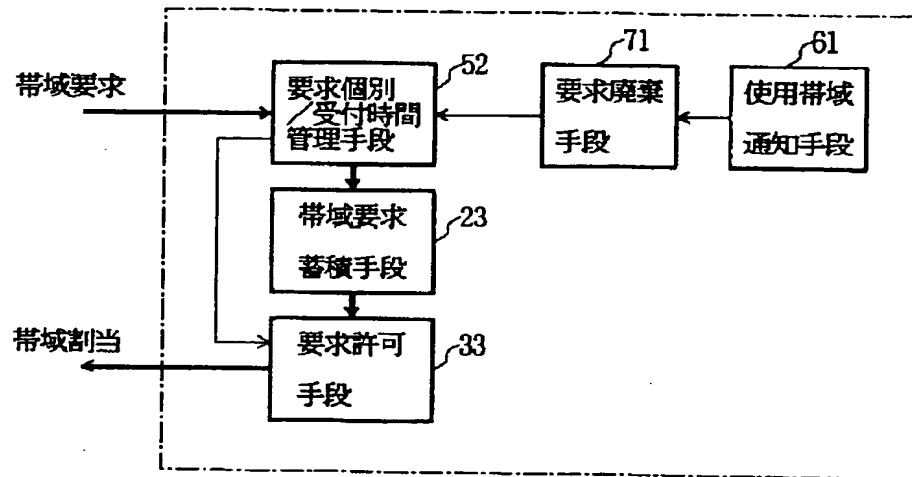 帯域要求
要求個別
／受付時間
管理手段
52
要求廃棄
手段
71
使用帯域
通知手段
61
帯域要求
蓄積手段
23
帯域割当
要求許可
手段
33